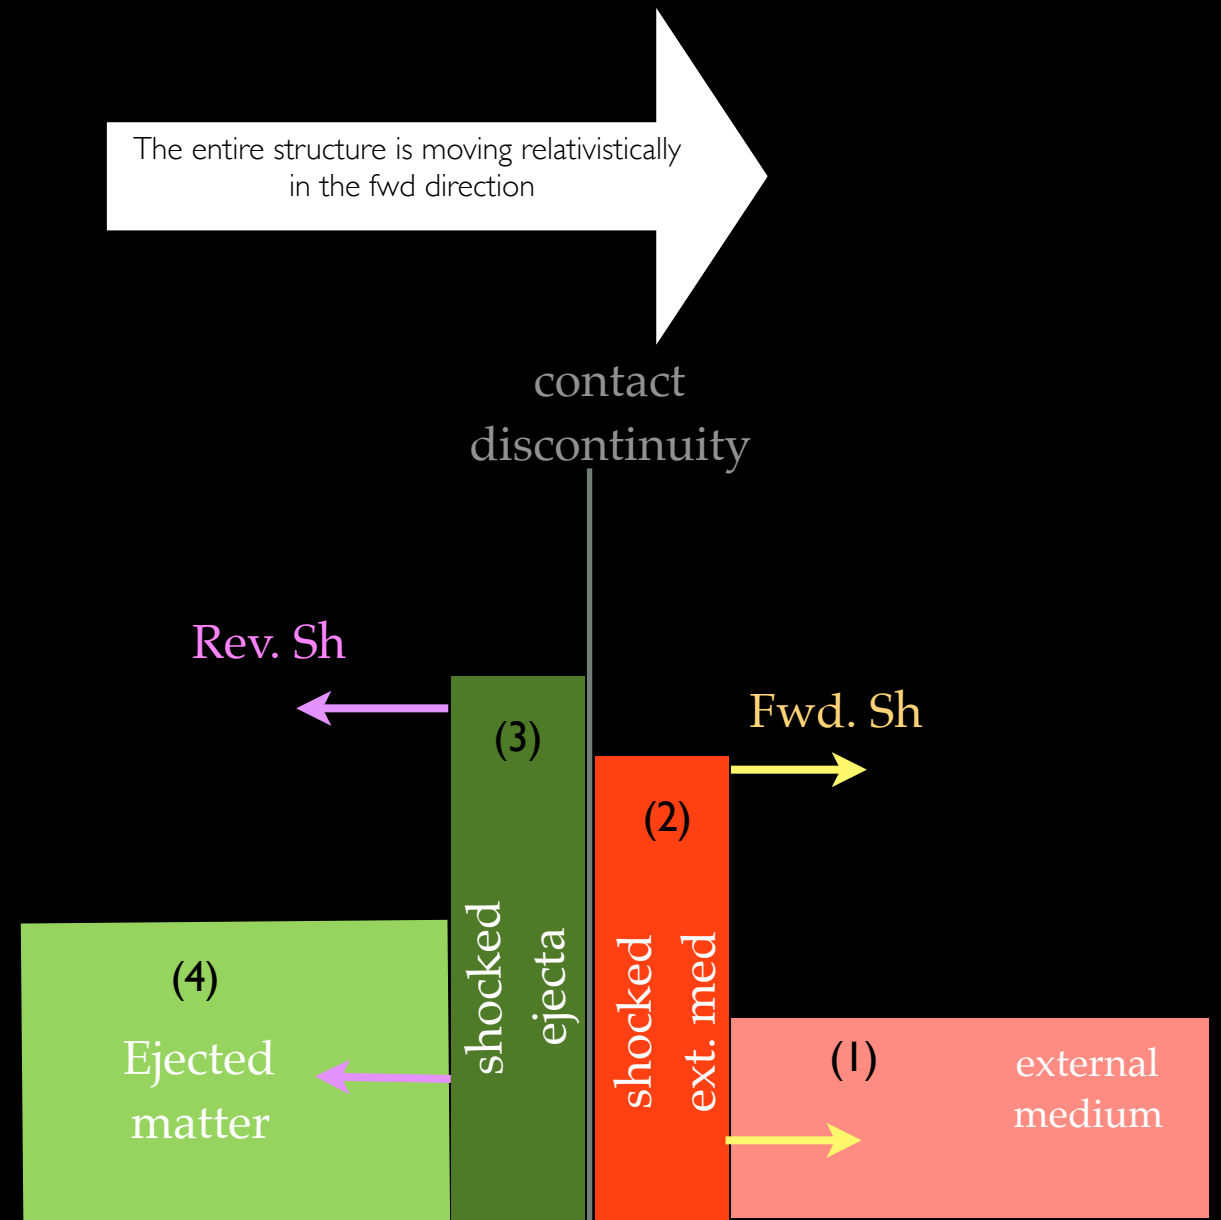 The entire structure is moving relativistically
in the fwd direction
contact
discontinuity
Rev. Sh
Fwd. Sh
(3)
(2)
shocked
ejecta
shocked
ext. med
(4)
Ejected
matter
(1)
external
medium